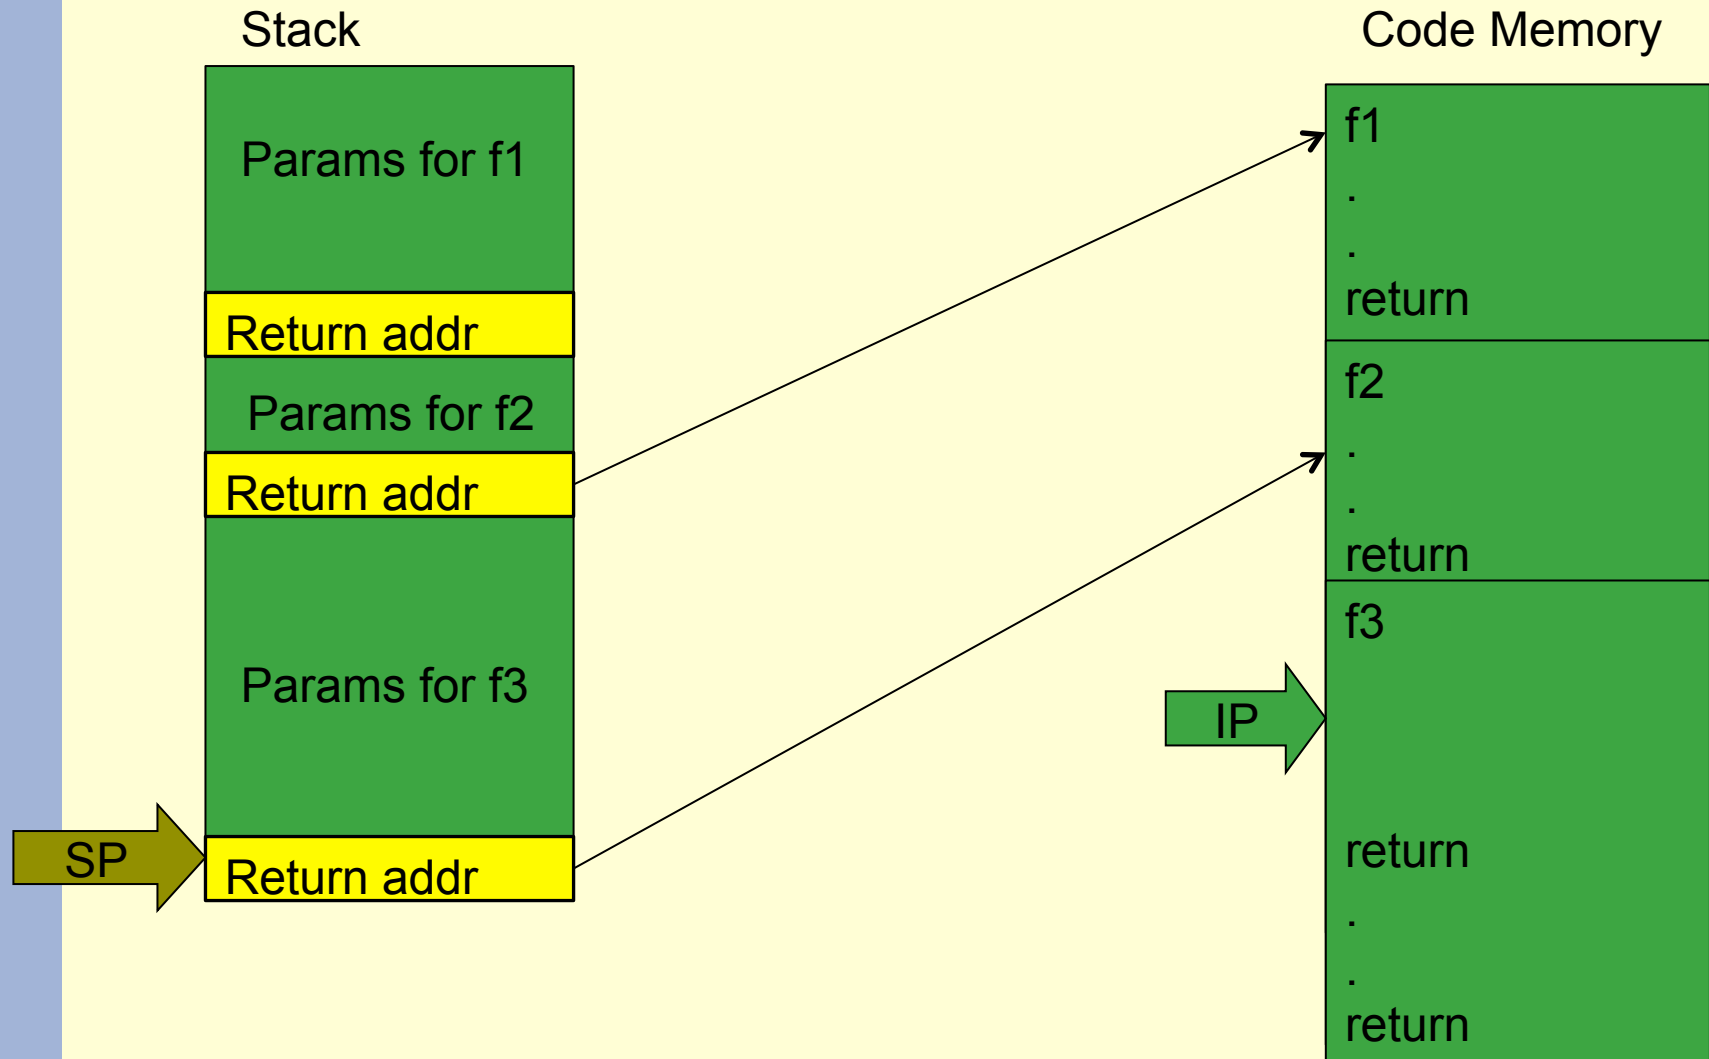 Stack
Params for f1
Return addr
Params for f2
Return addr
Params for f3
SP
Return addr
Code Memory
f1
.
.
return
f2
.
.
return
f3
IP
return
.
.
return